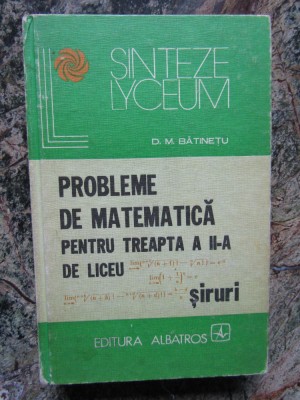 SINTEZE
LYCEUM
D. M. BĂTINEȚU
PROBLEME
DE MATEMATICĂ
PENTRU TREAPTA A II-A
DE LICEU
șiruri
EDITURA ALBATROS